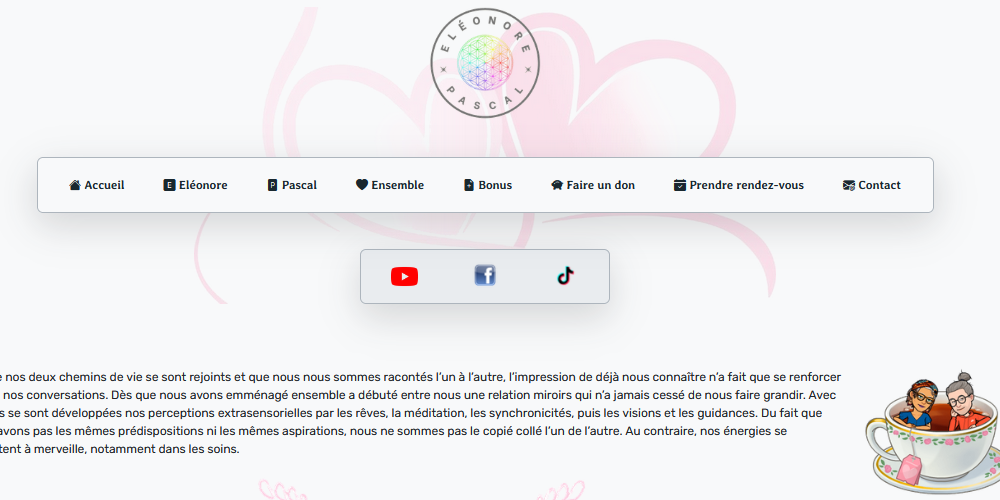 ELÉONORE
PASCAL
Accueil E Eléonore P Pascal Ensemble Bonus Faire un don Prendre rendez-vous Contact
nos deux chemins de vie se sont rejoints et que nous nous sommes racontés l'un à l'autre, l'impression de déjà nous connaître n'a fait que se renforcer
nos conversations. Dès que nous avons emménagé ensemble a débuté entre nous une relation miroirs qui n'a jamais cessé de nous faire grandir. Avec
se sont développées nos perceptions extrasensorielles par les rêves, la méditation, les synchronicités, puis les visions et les guidances. Du fait que
avons pas les mêmes prédispositions ni les mêmes aspirations, nous ne sommes pas le copié collé l'un de l'autre. Au contraire, nos énergies se
tent à merveille, notamment dans les soins.